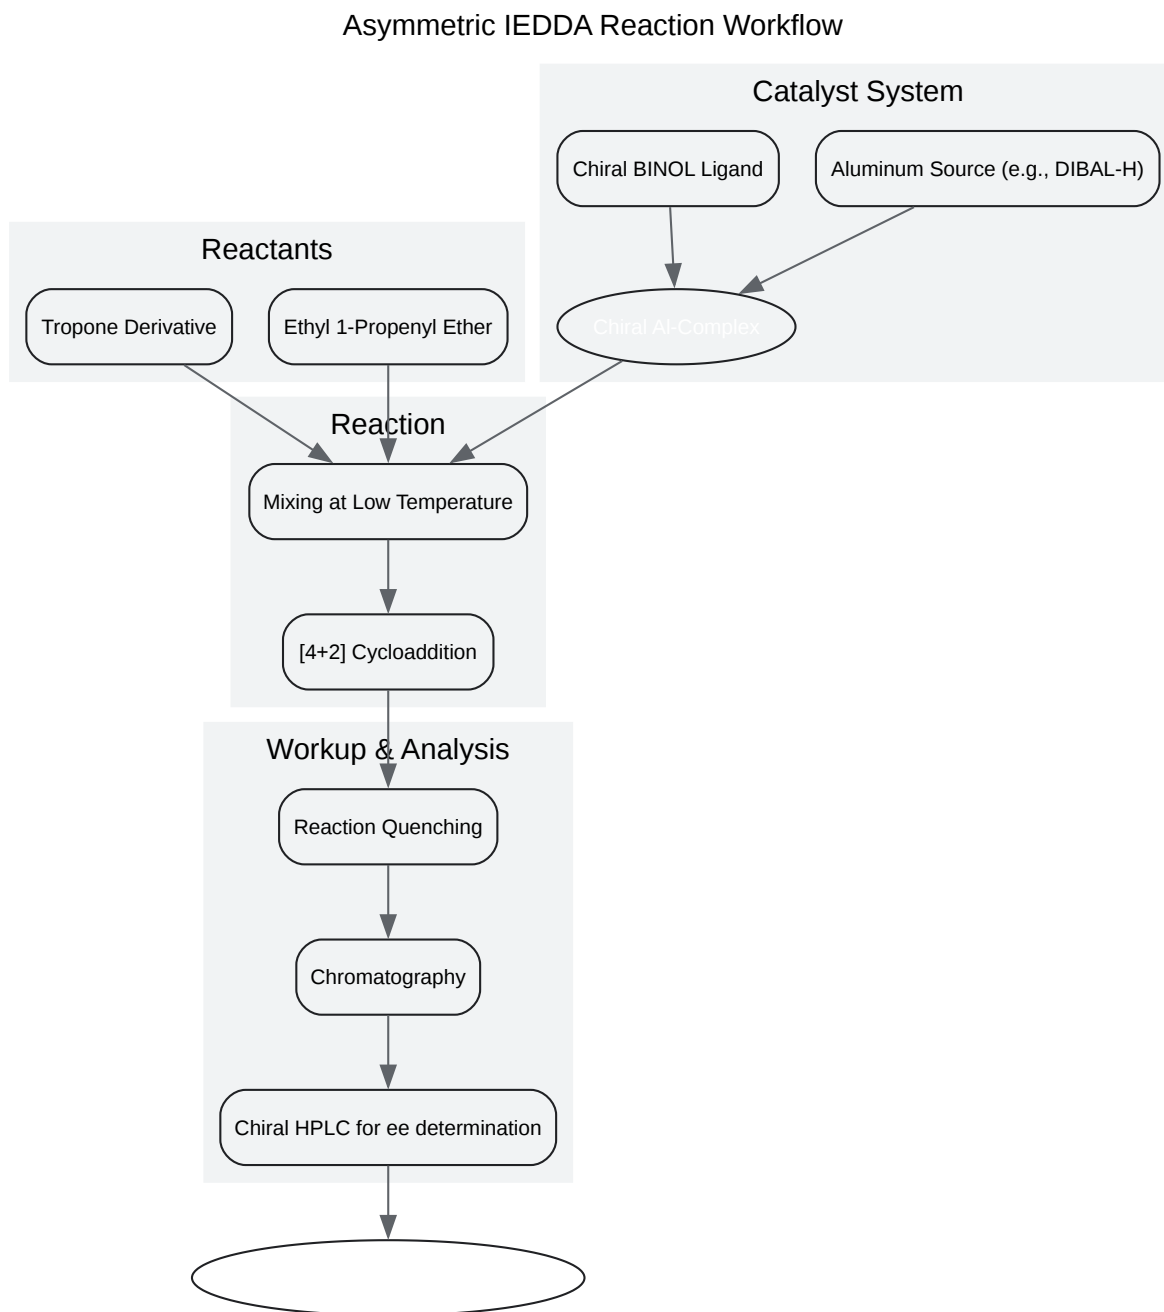 Asymmetric IEDDA Reaction Workflow
Catalyst System
Chiral BINOL Ligand
Aluminum Source (e.g., DIBAL-H)
Reactants
Tropone Derivative
Ethyl 1-Propenyl Ether
Chiral Al-Complex
Reaction
Mixing at Low Temperature
[4+2] Cycloaddition
Workup & Analysis
Reaction Quenching
Chromatography
Chiral HPLC for ee determination